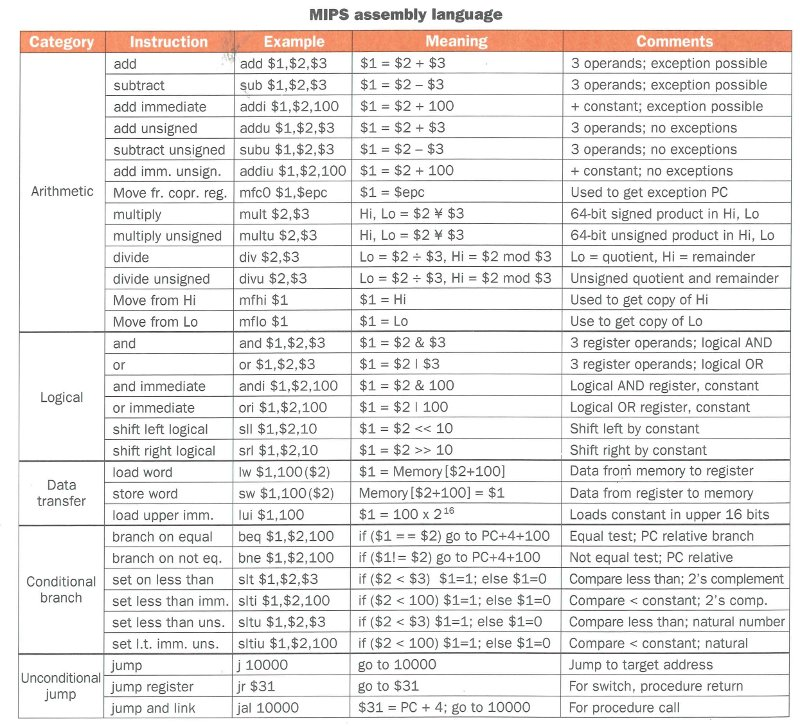 MIPS assembly language
Category Instruction Example Meaning Comments
Arithmetic
add add $1,$2,$3 $1 = $2 + $3 3 operands; exception possible
subtract sub $1,$2,$3 $1 = $2 – $3 3 operands; exception possible
add immediate addi $1,$2,100 $1 = $2 + 100 + constant; exception possible
add unsigned addu $1,$2,$3 $1 = $2 + $3 3 operands; no exceptions
subtract unsigned subu $1,$2,$3 $1 = $2 – $3 3 operands; no exceptions
add imm. unsign. addiu $1,$2,100 $1 = $2 + 100 + constant; no exceptions
Move fr. copr. reg. mfc0 $1,$epc $1 = $epc Used to get exception PC
multiply mult $2,$3 Hi, Lo = $2 ¥ $3 64-bit signed product in Hi, Lo
multiply unsigned multu $2,$3 Hi, Lo = $2 ¥ $3 64-bit unsigned product in Hi, Lo
divide div $2,$3 Lo = $2 ÷ $3, Hi = $2 mod $3 Lo = quotient, Hi = remainder
divide unsigned divu $2,$3 Lo = $2 ÷ $3, Hi = $2 mod $3 Unsigned quotient and remainder
Move from Hi mfhi $1 $1 = Hi Used to get copy of Hi
Move from Lo mflo $1 $1 = Lo Use to get copy of Lo
Logical
and and $1,$2,$3 $1 = $2 & $3 3 register operands; logical AND
or or $1,$2,$3 $1 = $2 | $3 3 register operands; logical OR
and immediate andi $1,$2,100 $1 = $2 & 100 Logical AND register, constant
or immediate ori $1,$2,100 $1 = $2 | 100 Logical OR register, constant
shift left logical sll $1,$2,10 $1 = $2 << 10 Shift left by constant
shift right logical srl $1,$2,10 $1 = $2 >> 10 Shift right by constant
Data
transfer
load word lw $1,100($2) $1 = Memory[$2+100] Data from memory to register
store word sw $1,100($2) Memory[$2+100] = $1 Data from register to memory
load upper imm. lui $1,100 $1 = 100 x 2¹⁶ Loads constant in upper 16 bits
Conditional
branch
branch on equal beq $1,$2,100 if ($1 == $2) go to PC+4+100 Equal test; PC relative branch
branch on not eq. bne $1,$2,100 if ($1!= $2) go to PC+4+100 Not equal test; PC relative
set on less than slt $1,$2,$3 if ($2 < $3) $1=1; else $1=0 Compare less than; 2's complement
set less than imm. slti $1,$2,100 if ($2 < 100) $1=1; else $1=0 Compare < constant; 2's comp.
set less than uns. sltu $1,$2,$3 if ($2 < $3) $1=1; else $1=0 Compare less than; natural number
set l.t. imm. uns. sltiu $1,$2,100 if ($2 < 100) $1=1; else $1=0 Compare < constant; natural
Unconditional
jump
jump j 10000 go to 10000 Jump to target address
jump register jr $31 go to $31 For switch, procedure return
jump and link jal 10000 $31 = PC + 4; go to 10000 For procedure call